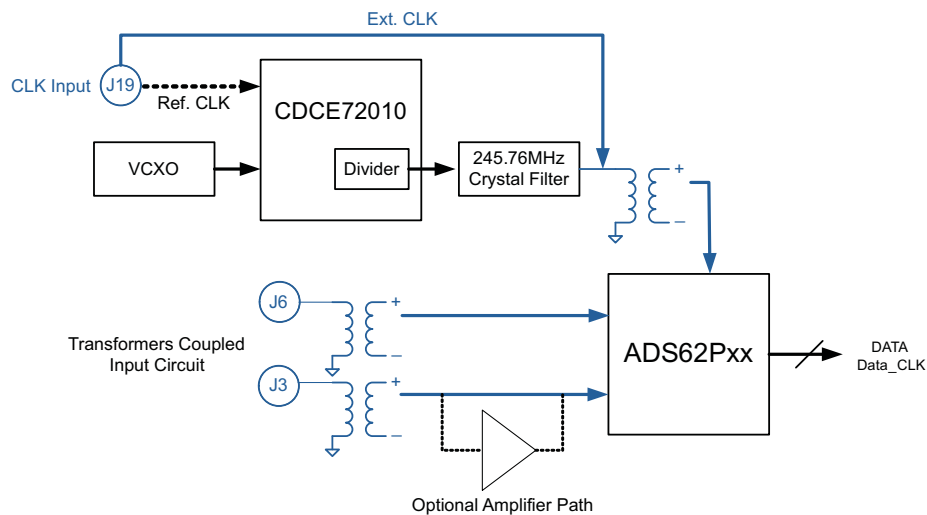 Ext. CLK
CLK Input
J19
Ref. CLK
CDCE72010
VCXO
Divider
245.76MHz
Crystal Filter
+
−
J6
+
−
Transformers Coupled
Input Circuit
J3
+
−
ADS62Pxx
DATA
Data_CLK
Optional Amplifier Path